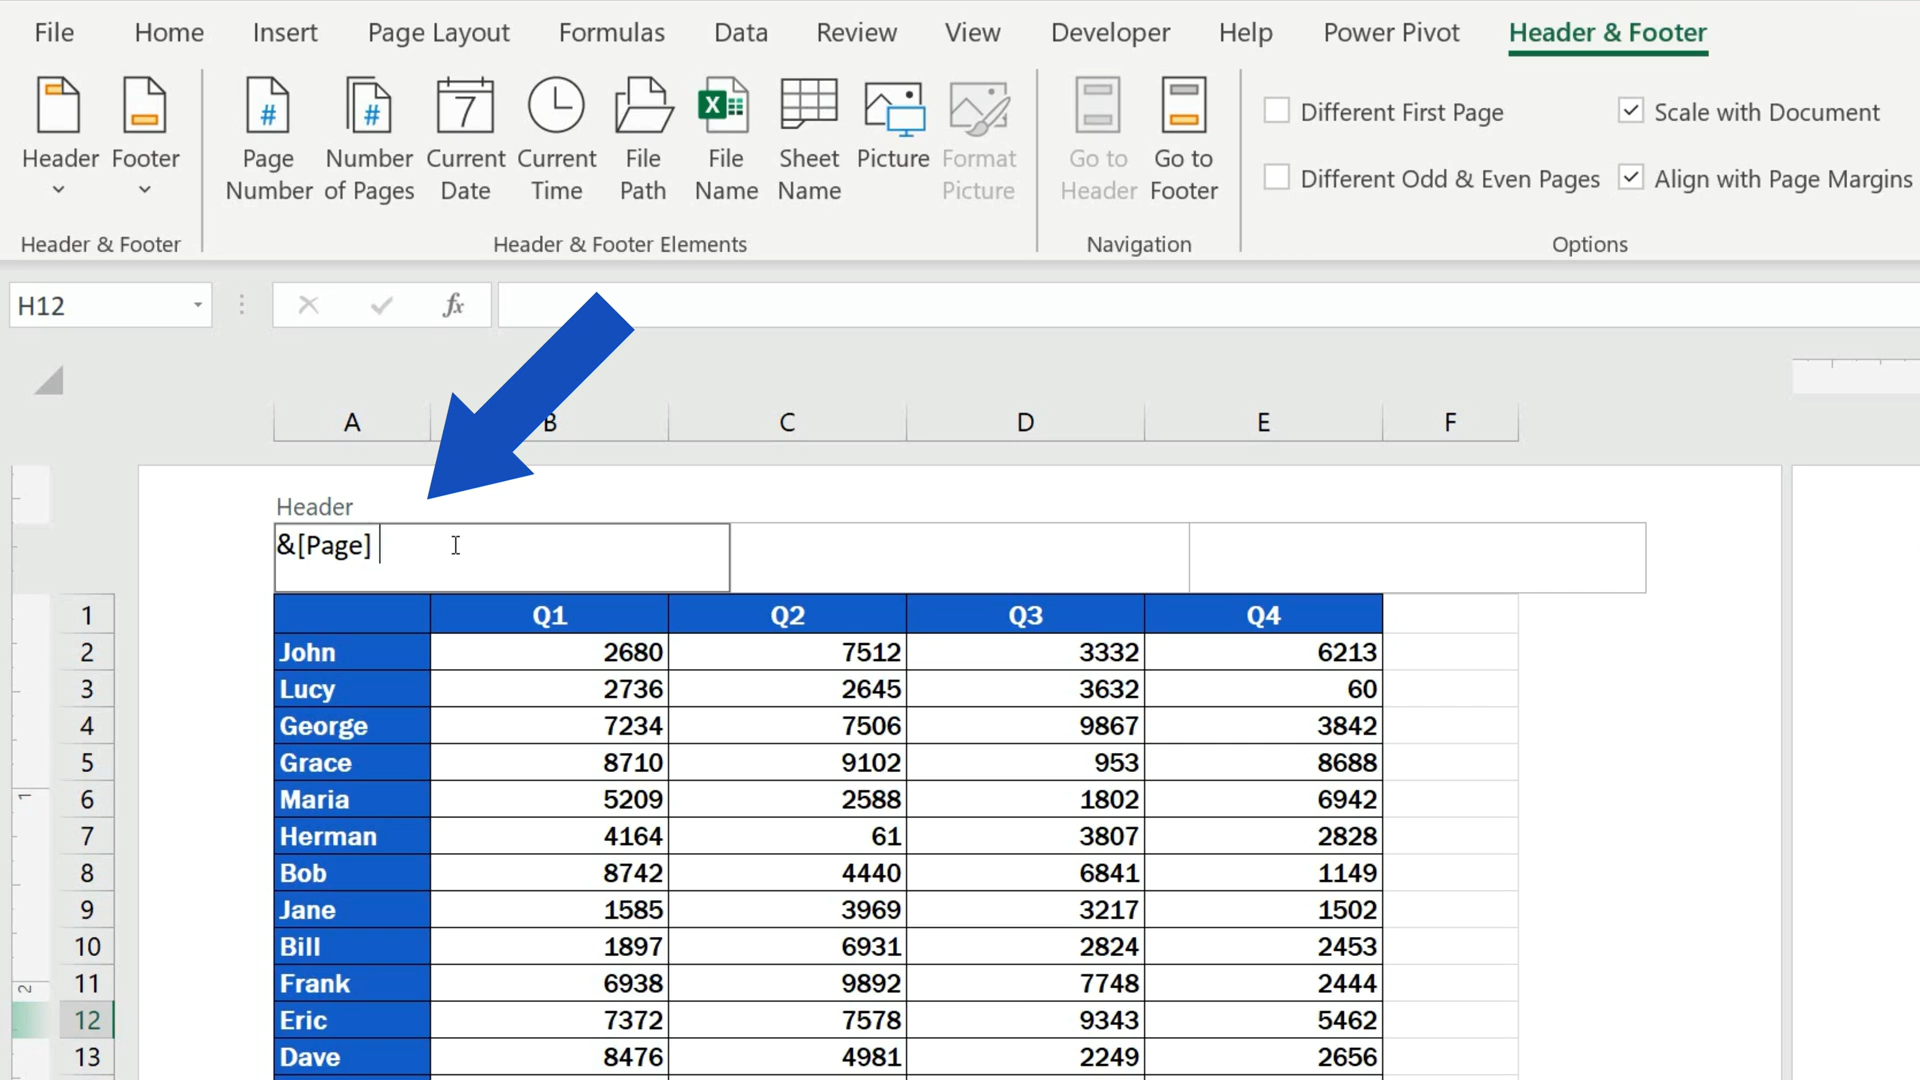 File Home Insert Page Layout Formulas Data Review View Developer Help Power Pivot Header & Footer
Header Footer
Page Number
Number of Pages
Current Date
7
Current Time
File Path
File Name
Sheet Name
Picture
Format Picture
Go to Header
Go to Footer
Different First Page
Different Odd & Even Pages
Scale with Document
Align with Page Margins
Header & Footer
Header & Footer Elements
Navigation
Options
H12
fx
A B C D E F
Header
&[Page]
1 Q1 Q2 Q3 Q4
2 John 2680 7512 3332 6213
3 Lucy 2736 2645 3632 60
4 George 7234 7506 9867 3842
5 Grace 8710 9102 953 8688
6 Maria 5209 2588 1802 6942
7 Herman 4164 61 3807 2828
8 Bob 8742 4440 6841 1149
9 Jane 1585 3969 3217 1502
10 Bill 1897 6931 2824 2453
11 Frank 6938 9892 7748 2444
12 Eric 7372 7578 9343 5462
13 Dave 8476 4981 2249 2656
1
2